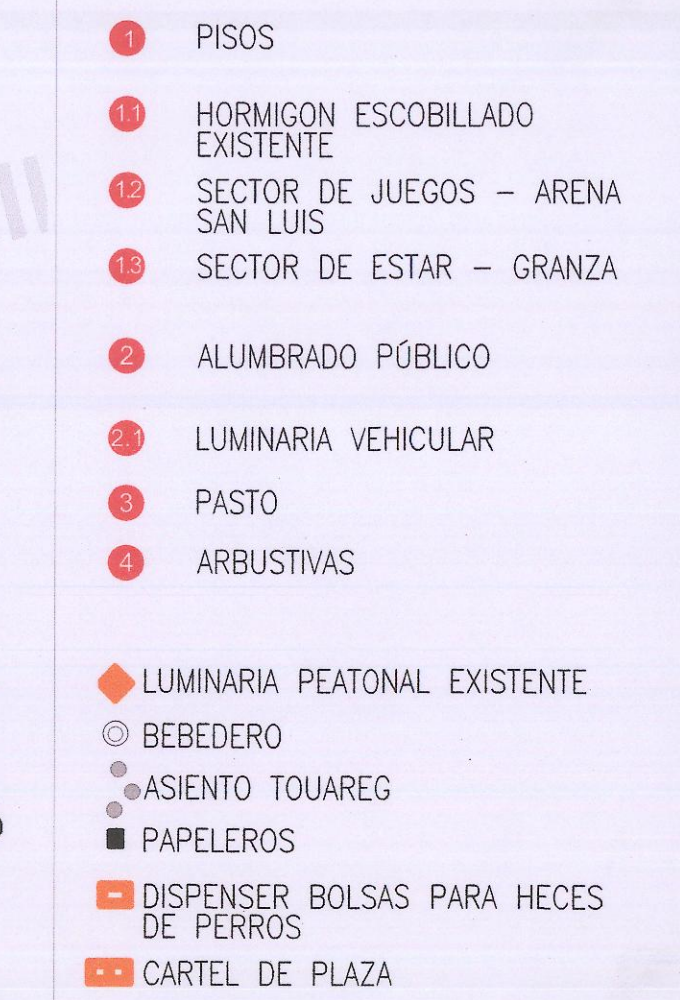 1 PISOS
1.1 HORMIGON ESCOBILLADO
EXISTENTE
1.2 SECTOR DE JUEGOS – ARENA
SAN LUIS
1.3 SECTOR DE ESTAR – GRANZA
2 ALUMBRADO PÚBLICO
2.1 LUMINARIA VEHICULAR
3 PASTO
4 ARBUSTIVAS
LUMINARIA PEATONAL EXISTENTE
BEBEDERO
ASIENTO TOUAREG
PAPELEROS
DISPENSER BOLSAS PARA HECES
DE PERROS
CARTEL DE PLAZA